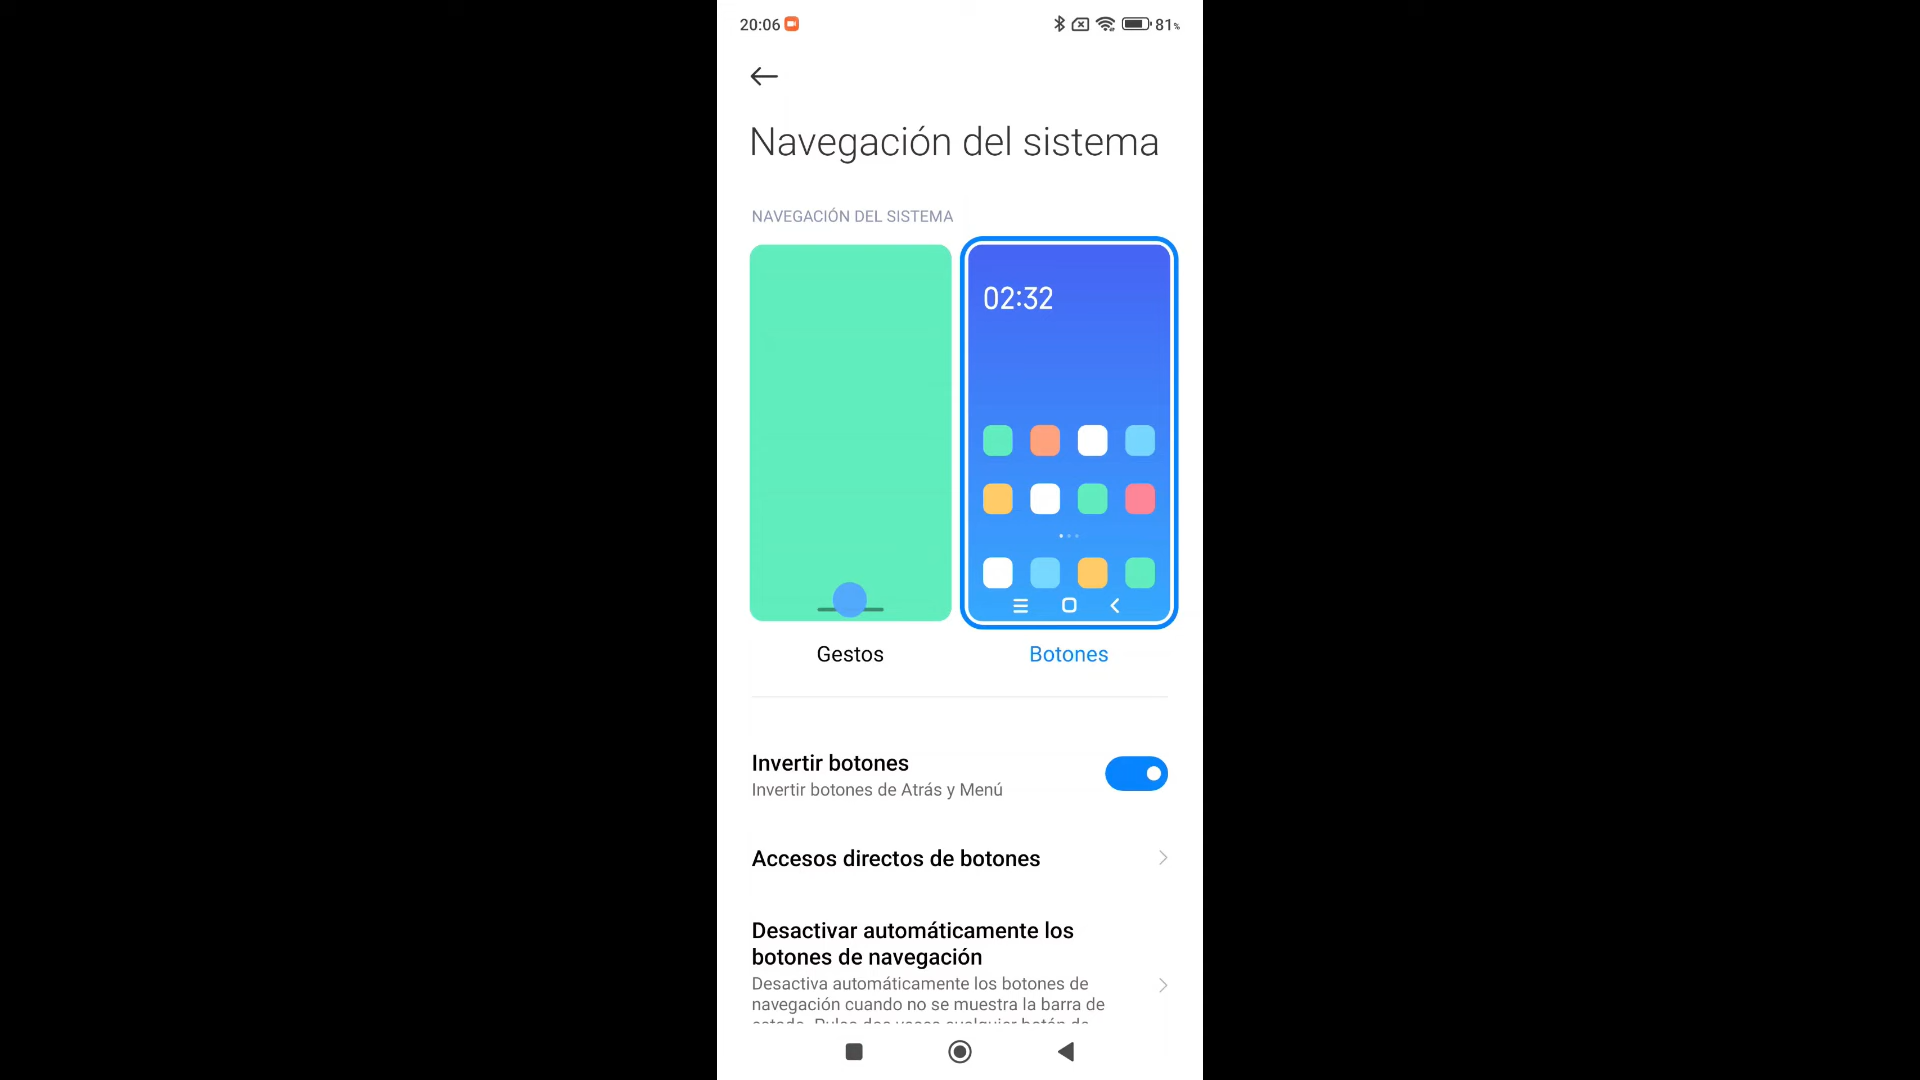 20:06
81%
Navegación del sistema
NAVEGACIÓN DEL SISTEMA
02:32
Gestos
Botones
Invertir botones
Invertir botones de Atrás y Menú
Accesos directos de botones
Desactivar automáticamente los
botones de navegación
Desactiva automáticamente los botones de
navegación cuando no se muestra la barra de